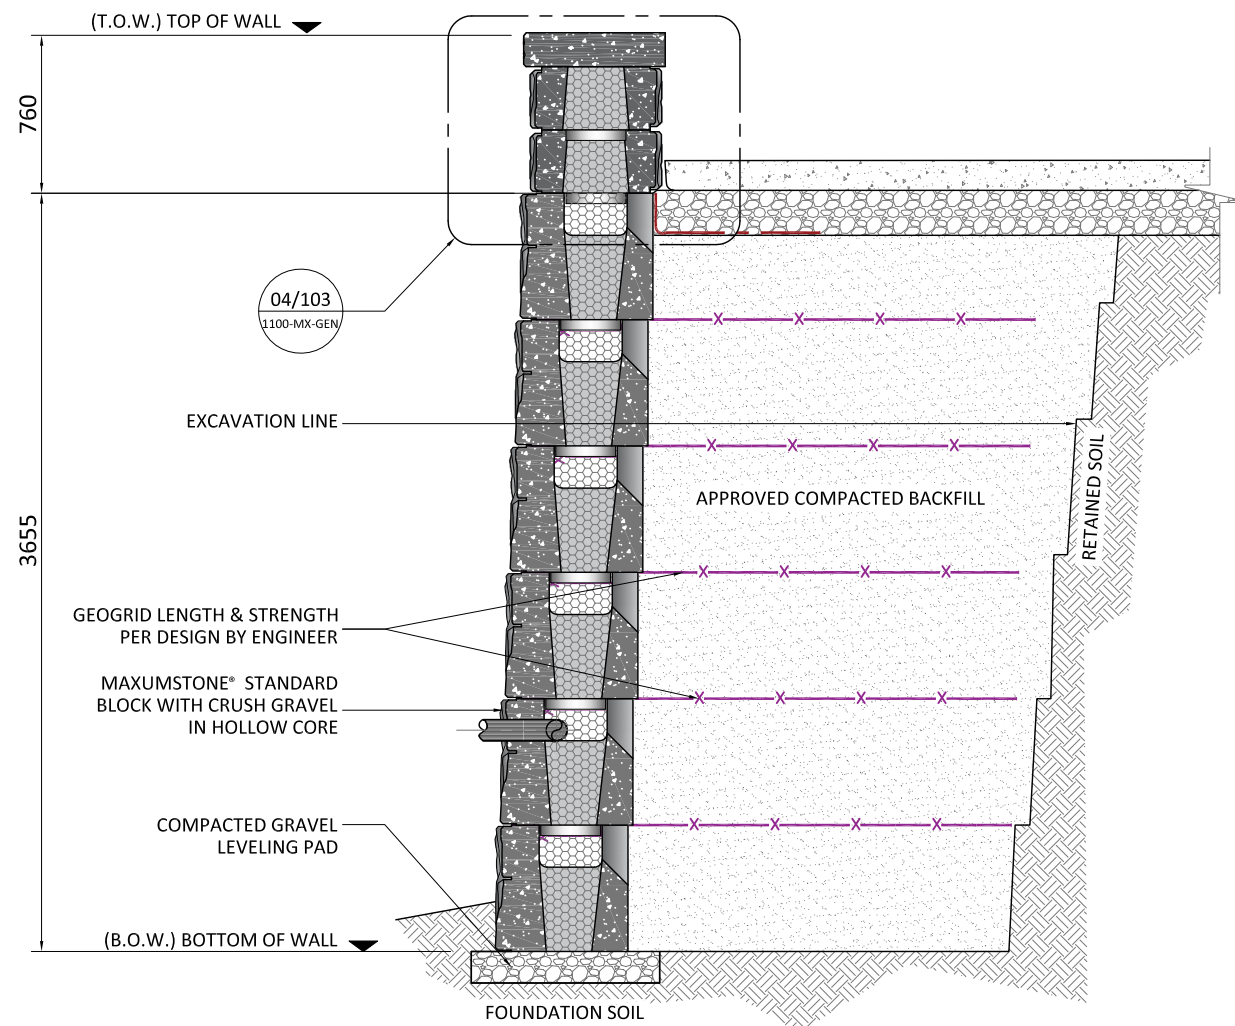 (T.O.W.) TOP OF WALL
760
04/103
1100-MX-GEN
EXCAVATION LINE
RETAINED SOIL
APPROVED COMPACTED BACKFILL
3655
GEOGRID LENGTH & STRENGTH
PER DESIGN BY ENGINEER
MAXUMSTONE® STANDARD
BLOCK WITH CRUSH GRAVEL
IN HOLLOW CORE
COMPACTED GRAVEL
LEVELING PAD
(B.O.W.) BOTTOM OF WALL
FOUNDATION SOIL